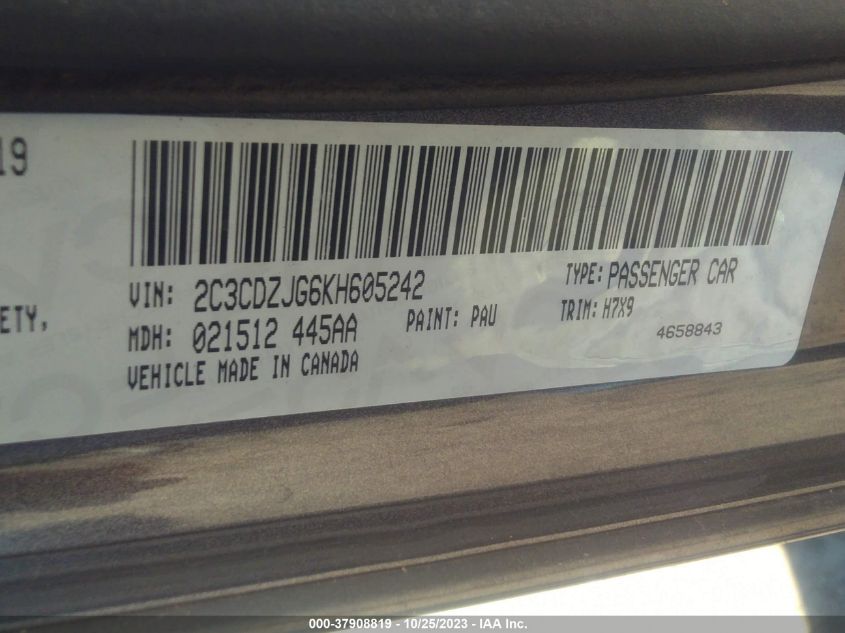 19
VIN: 2C3CDZJG6KH605242
TYPE: PASSENGER CAR
ETY,
MDH: 021512 445AA
PAINT: PAU
TRIM: H7X9
4658843
VEHICLE MADE IN CANADA
000-37908819 - 10/25/2023 - IAA Inc.